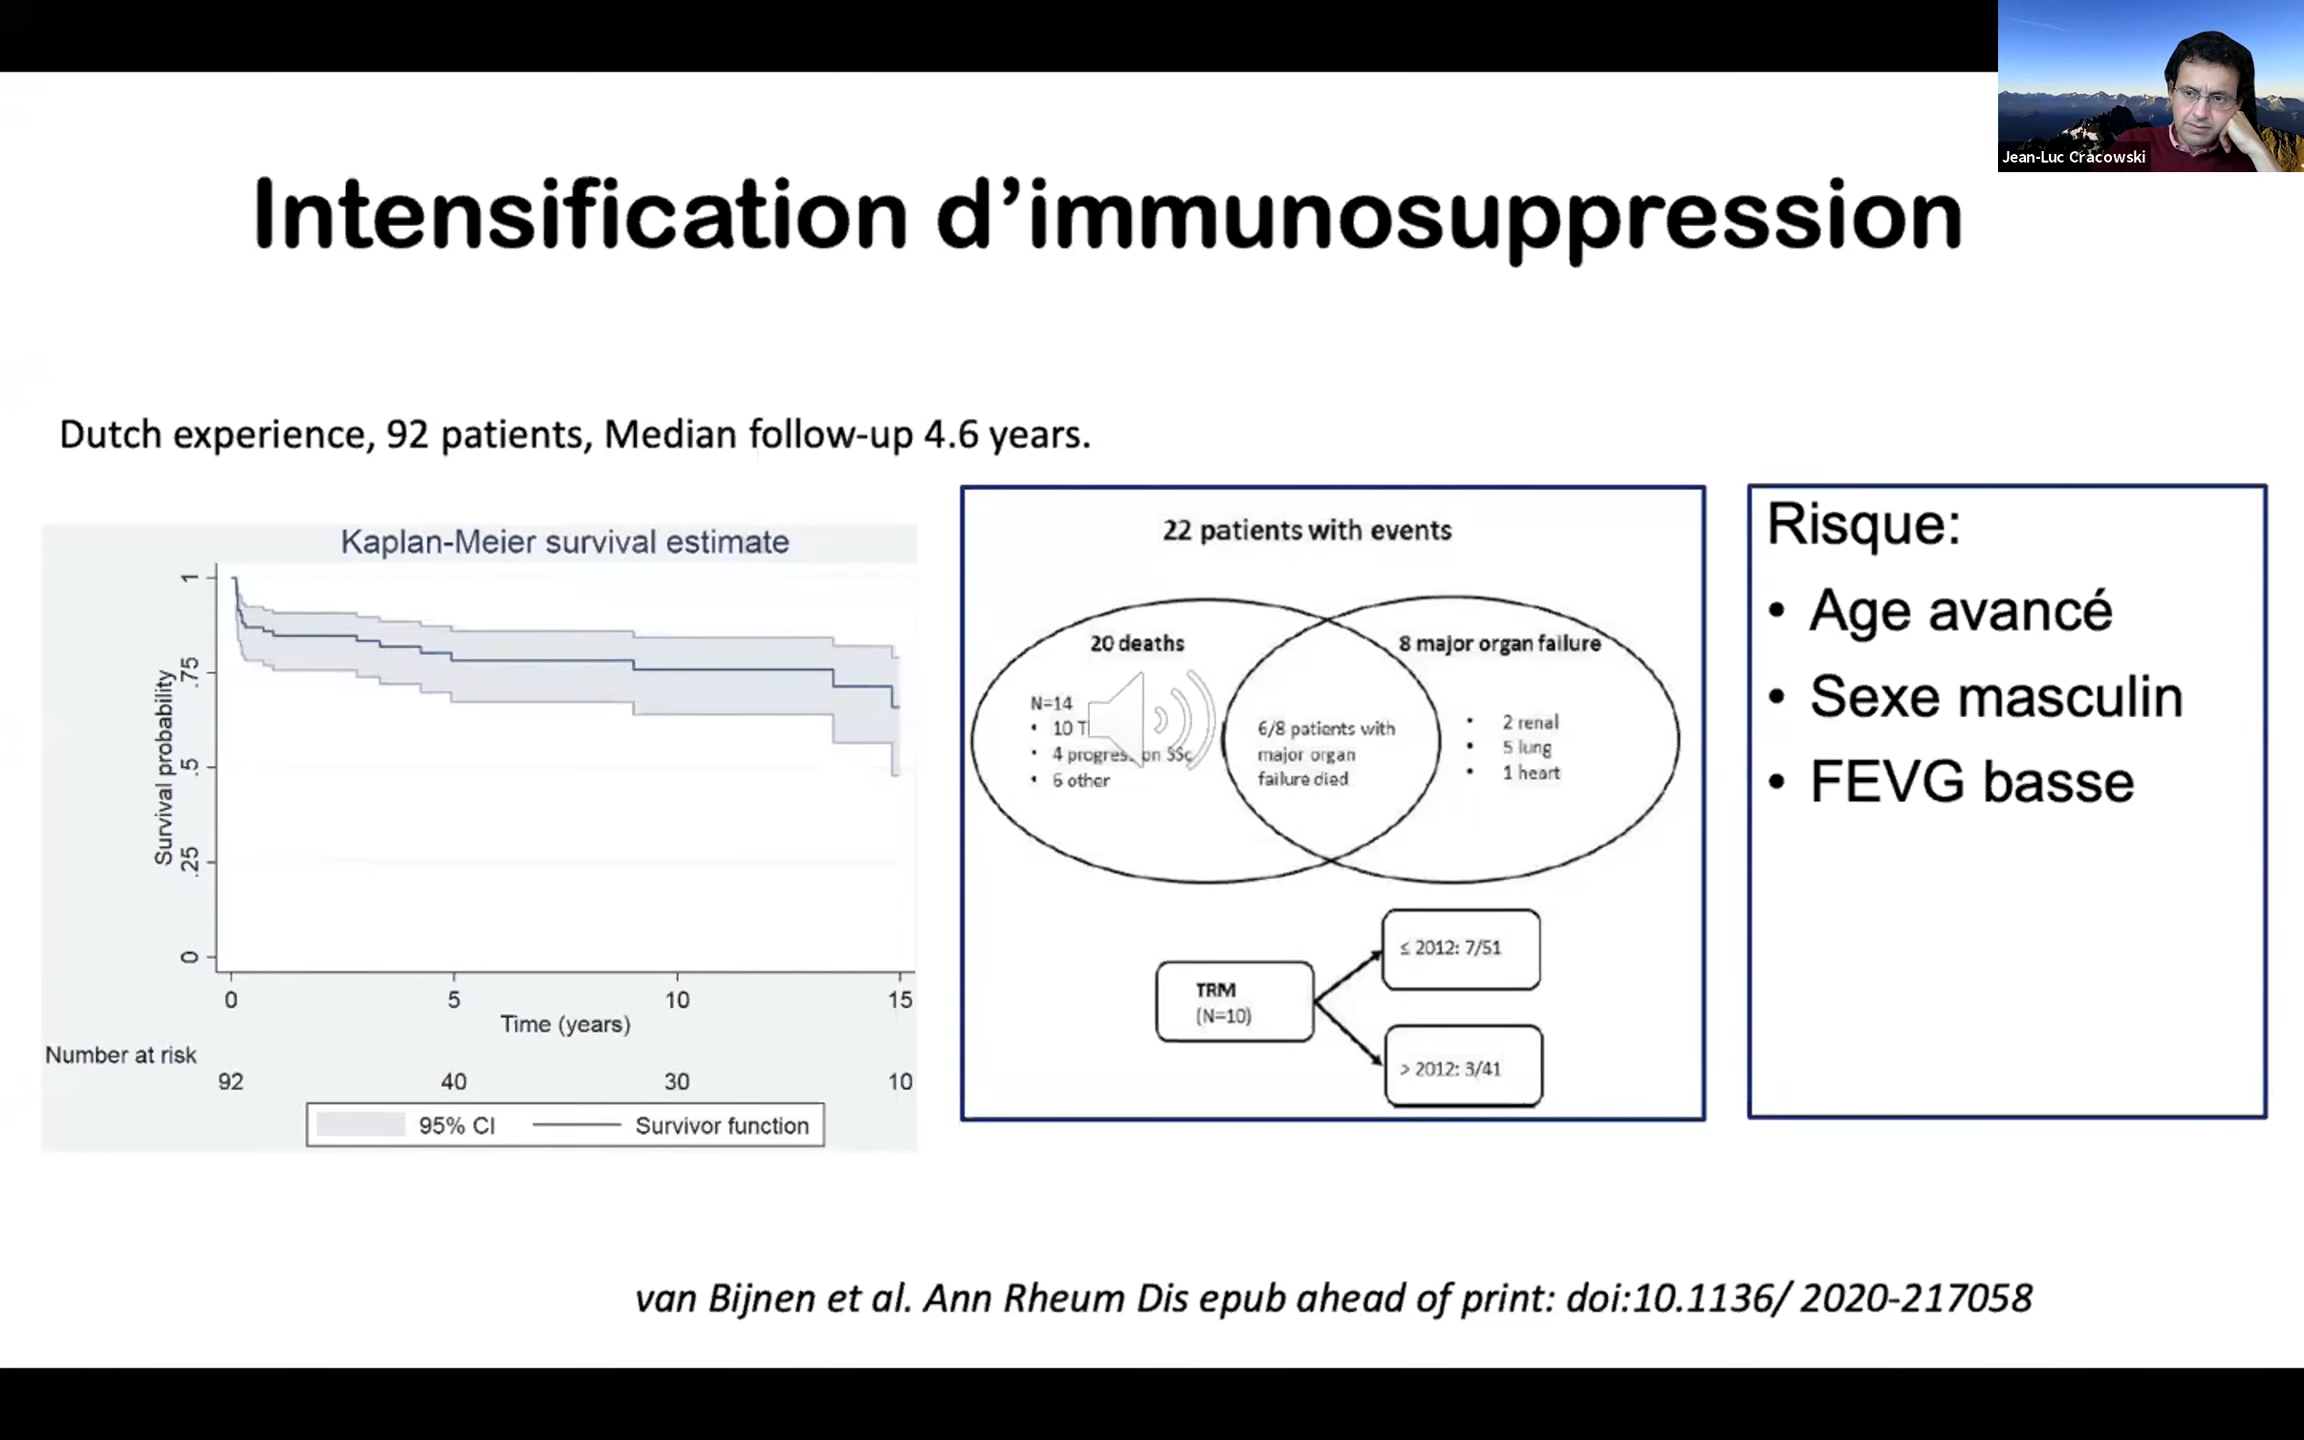 Jean-Luc Cracowski
Intensification d’immunosuppression
Dutch experience, 92 patients, Median follow-up 4.6 years.
Kaplan-Meier survival estimate
Survival probability
1
.75
.5
.25
0
0 5 10 15
Time (years)
Number at risk
92 40 30 10
95% CI Survivor function
22 patients with events
20 deaths
N=14
• 10
• 4 SSc
• 6 other
6/8 patients with
major organ
failure died
8 major organ failure
• 2 renal
• 5 lung
• 1 heart
TRM
(N=10)
≤ 2012: 7/51
> 2012: 3/41
Risque:
• Age avancé
• Sexe masculin
• FEVG basse
van Bijnen et al. Ann Rheum Dis epub ahead of print: doi:10.1136/ 2020-217058